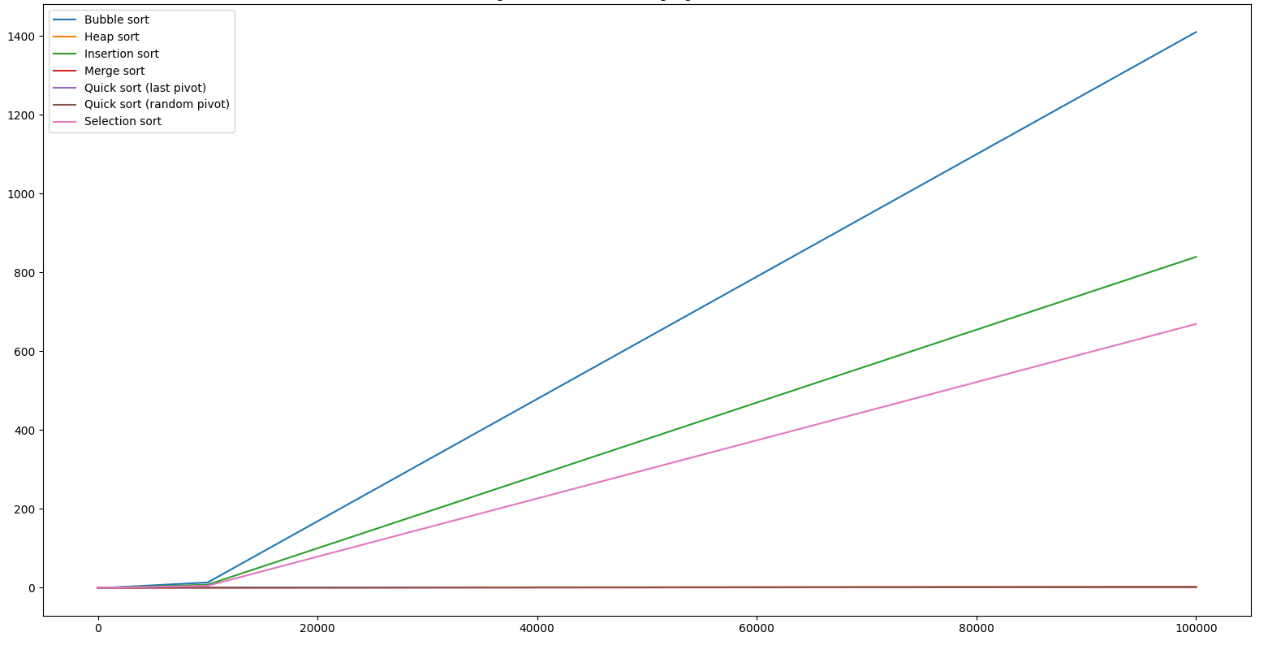 Bubble sort
Heap sort
Insertion sort
Merge sort
Quick sort (last pivot)
Quick sort (random pivot)
Selection sort
1400
1200
1000
800
600
400
200
0
0 20000 40000 60000 80000 100000